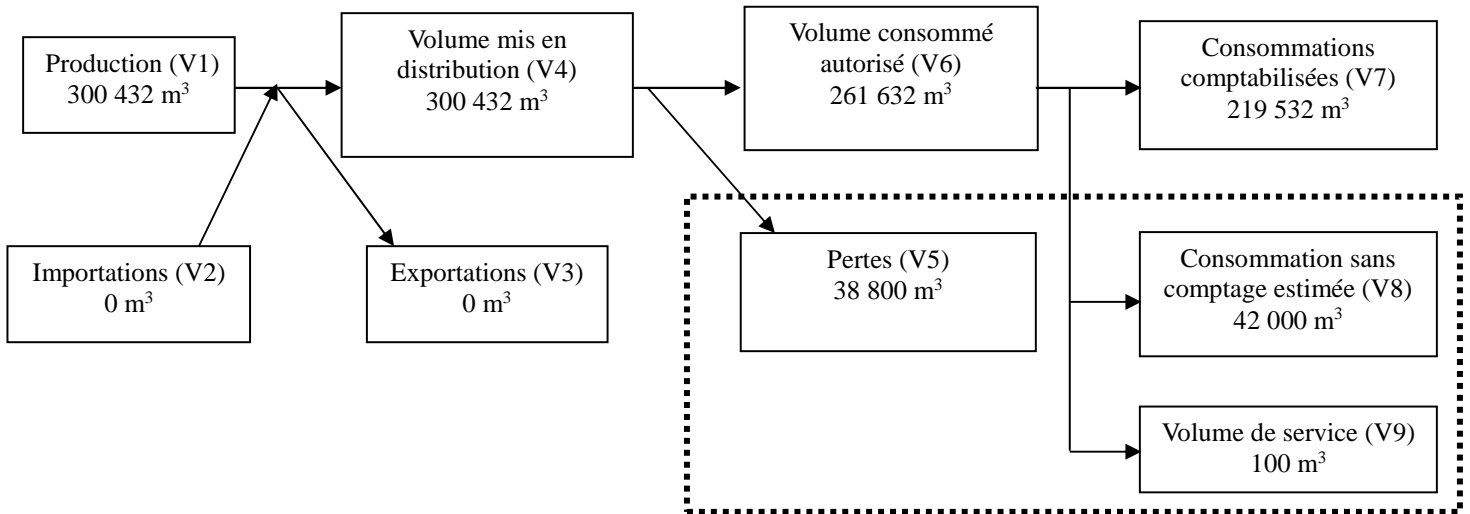 Production (V1)
300 432 m³
Volume mis en
distribution (V4)
300 432 m³
Volume consommé
autorisé (V6)
261 632 m³
Consommations
comptabilisées (V7)
219 532 m³
Importations (V2)
0 m³
Exportations (V3)
0 m³
Pertes (V5)
38 800 m³
Consommation sans
comptage estimée (V8)
42 000 m³
Volume de service (V9)
100 m³